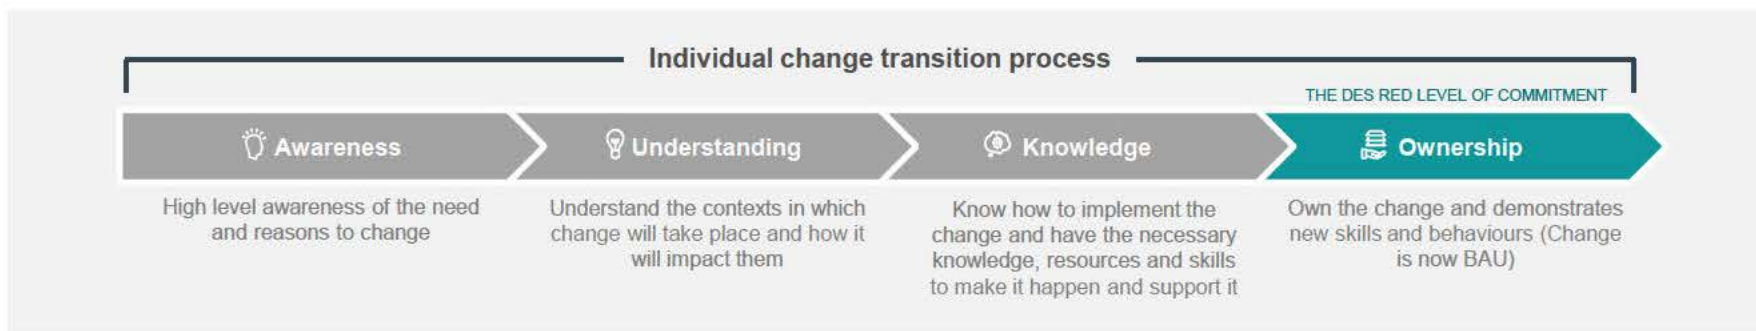 Individual change transition process
THE DES RED LEVEL OF COMMITMENT
Awareness
Understanding
Knowledge
Ownership
High level awareness of the need
and reasons to change
Understand the contexts in which
change will take place and how it
will impact them
Know how to implement the
change and have the necessary
knowledge, resources and skills
to make it happen and support it
Own the change and demonstrates
new skills and behaviours (Change
is now BAU)